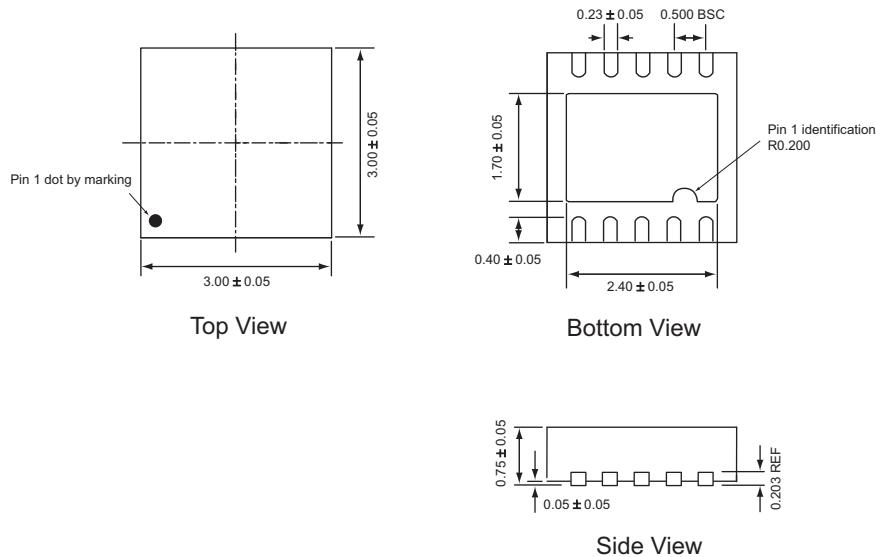 0.23 ± 0.05
0.500 BSC
3.00 ± 0.05
1.70 ± 0.05
Pin 1 identification
R0.200
Pin 1 dot by marking
0.40 ± 0.05
3.00 ± 0.05
2.40 ± 0.05
Top View
Bottom View
0.75 ± 0.05
0.05 ± 0.05
0.203 REF
Side View